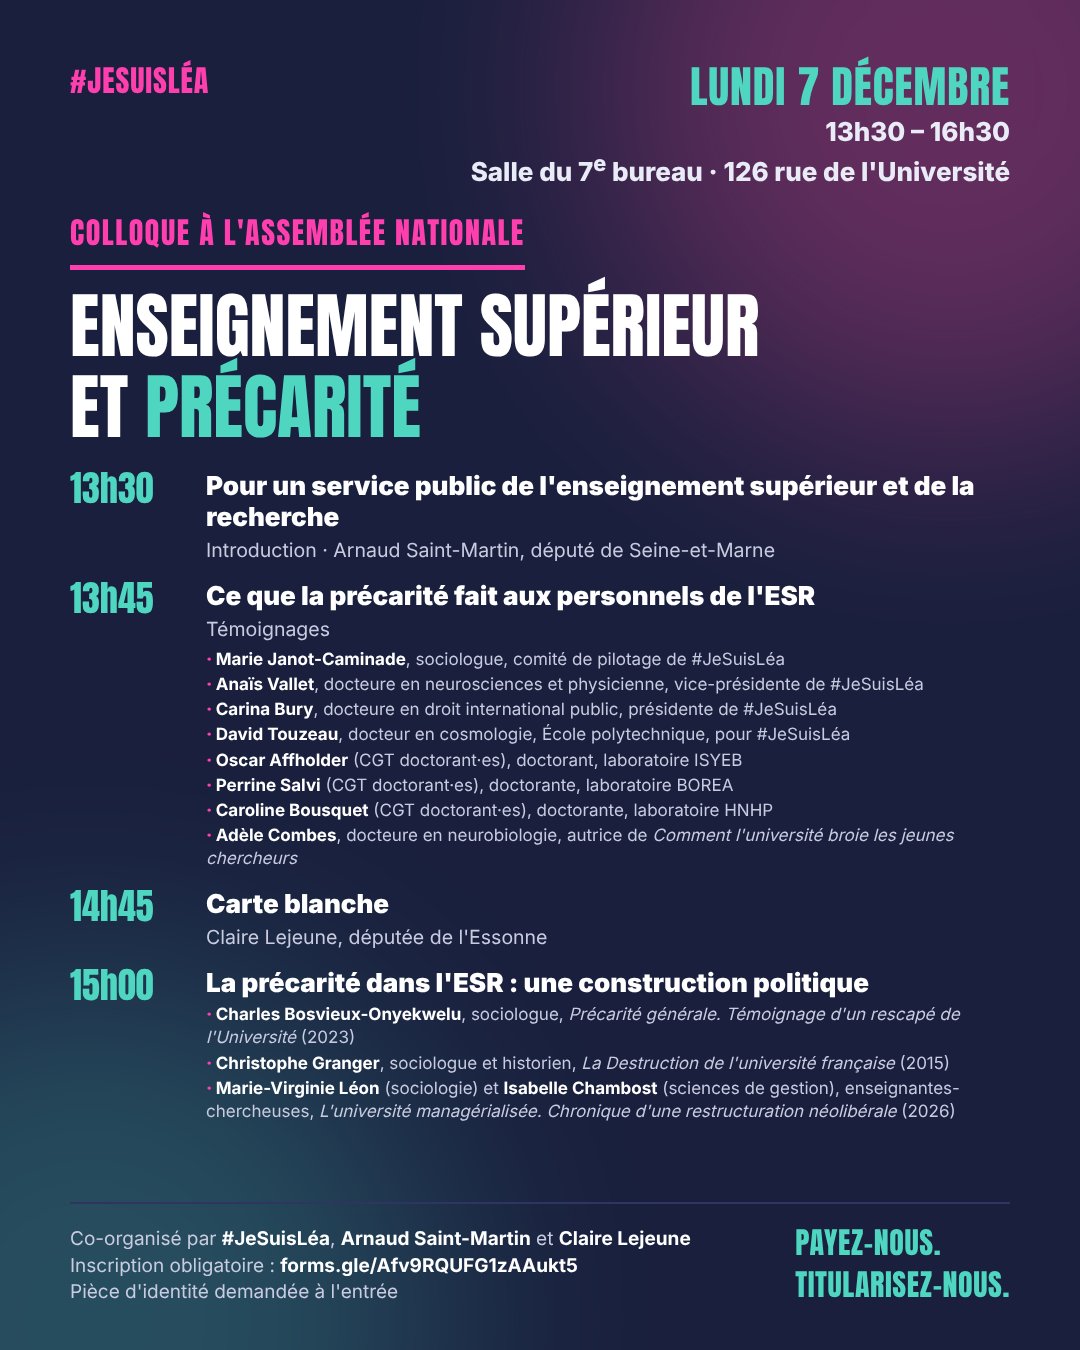 #JESUISLÉA
LUNDI 7 DÉCEMBRE
13h30 – 16h30
Salle du 7e bureau · 126 rue de l'Université
COLLOQUE À L'ASSEMBLÉE NATIONALE
ENSEIGNEMENT SUPÉRIEUR
ET PRÉCARITÉ
13h30
Pour un service public de l'enseignement supérieur et de la
recherche
Introduction · Arnaud Saint-Martin, député de Seine-et-Marne
13h45
Ce que la précarité fait aux personnels de l'ESR
Témoignages
· Marie Janot-Caminade, sociologue, comité de pilotage de #JeSuisLéa
· Anaïs Vallet, docteure en neurosciences et physicienne, vice-présidente de #JeSuisLéa
· Carina Bury, docteure en droit international public, présidente de #JeSuisLéa
· David Touzeau, docteur en cosmologie, École polytechnique, pour #JeSuisLéa
· Oscar Affholder (CGT doctorant·es), doctorant, laboratoire ISYEB
· Perrine Salvi (CGT doctorant·es), doctorante, laboratoire BOREA
· Caroline Bousquet (CGT doctorant·es), doctorante, laboratoire HNHP
· Adèle Combes, docteure en neurobiologie, autrice de Comment l'université broie les jeunes
chercheurs
14h45
Carte blanche
Claire Lejeune, députée de l'Essonne
15h00
La précarité dans l'ESR : une construction politique
· Charles Bosvieux-Onyekwelu, sociologue, Précarité générale. Témoignage d'un rescapé de
l'Université (2023)
· Christophe Granger, sociologue et historien, La Destruction de l'université française (2015)
· Marie-Virginie Léon (sociologie) et Isabelle Chambost (sciences de gestion), enseignantes-
chercheuses, L'université managérialisée. Chronique d'une restructuration néolibérale (2026)
Co-organisé par #JeSuisLéa, Arnaud Saint-Martin et Claire Lejeune
Inscription obligatoire : forms.gle/Afv9RQUFG1zAAukt5
Pièce d'identité demandée à l'entrée
PAYEZ-NOUS.
TITULARISEZ-NOUS.